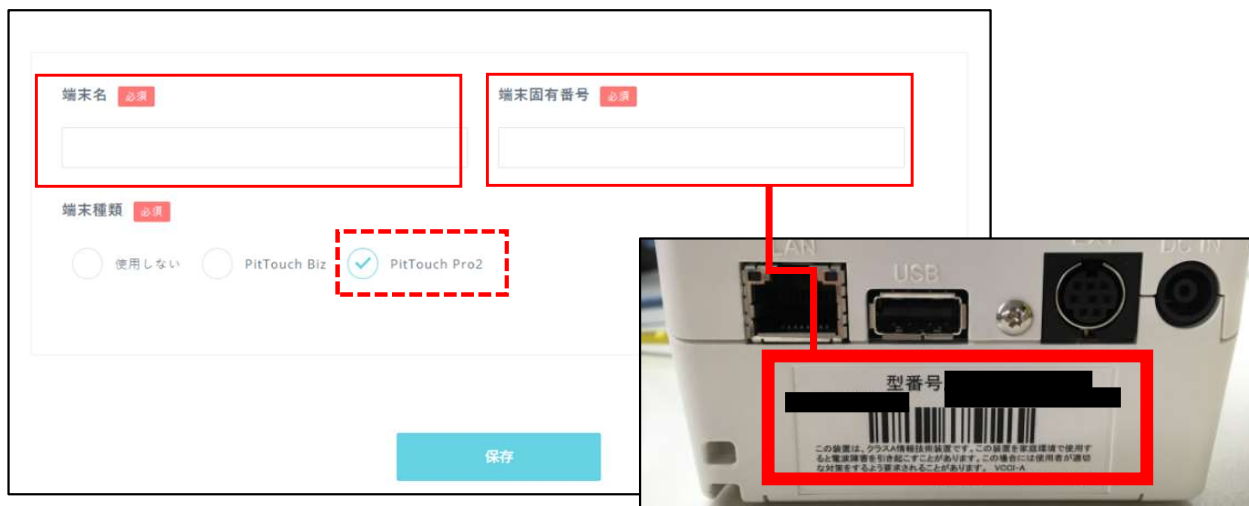 端末名 必須
端末固有番号 必須
端末種類 必須
使用しない PitTouch Biz PitTouch Pro2
保存
LAN
USB
EXT
DC IN
型番号
この装置は、クラスA情報技術装置です。この装置を家庭環境で使用す
ると電波障害を引き起こすことがあります。この場合には使用者が適切
な対策をするよう要求されることがあります。 VCCI-A